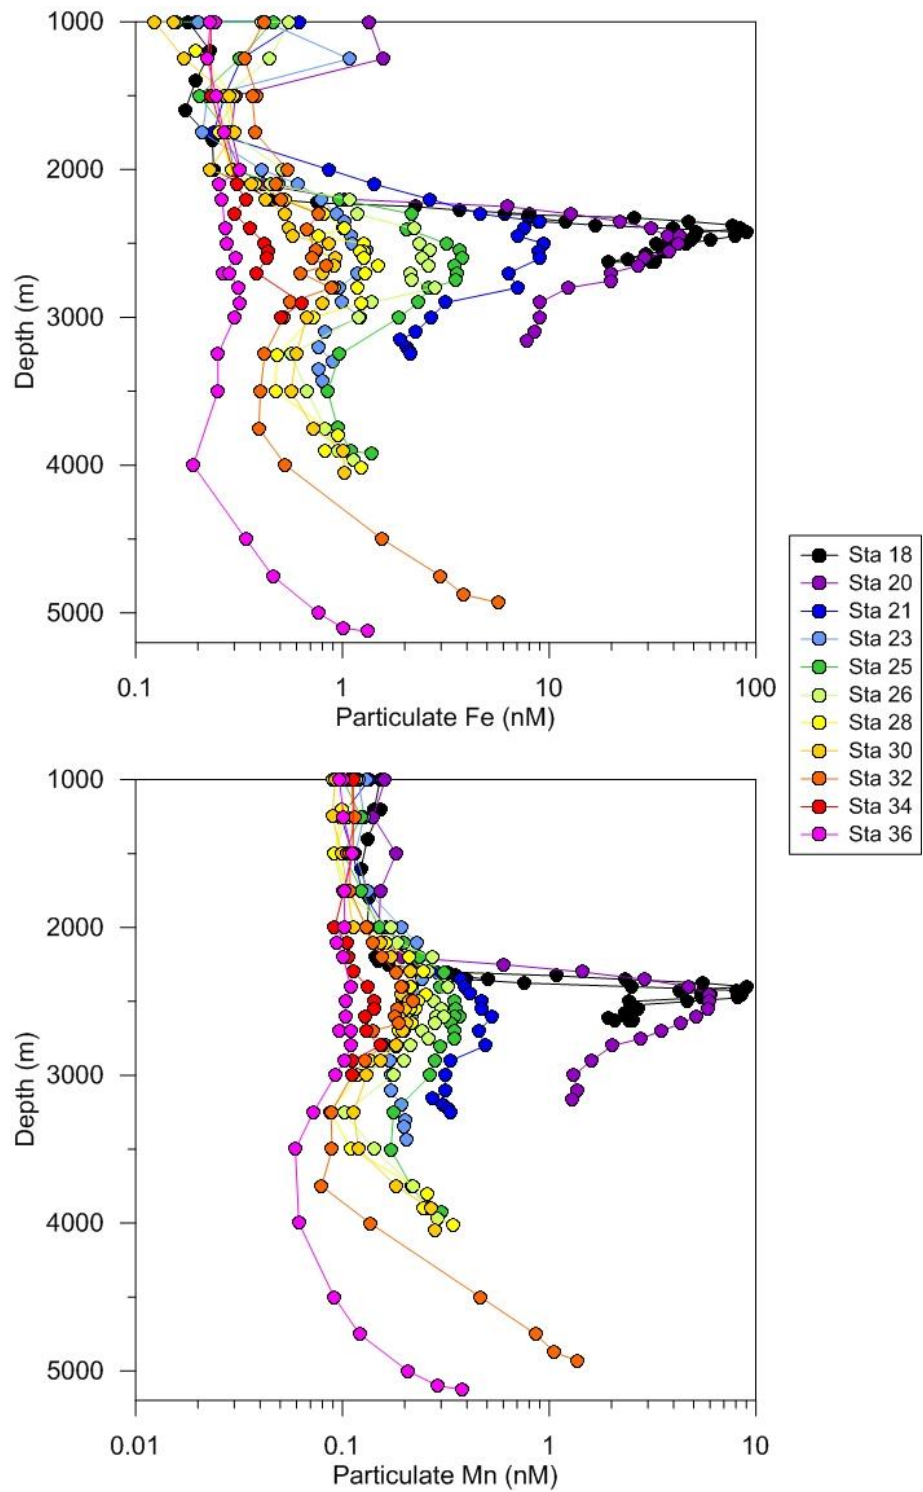 1000
2000
3000
4000
5000
Depth (m)
0.1
1
10
100
Particulate Fe (nM)
Sta 18
Sta 20
Sta 21
Sta 23
Sta 25
Sta 26
Sta 28
Sta 30
Sta 32
Sta 34
Sta 36
1000
2000
3000
4000
5000
Depth (m)
0.01
0.1
1
10
Particulate Mn (nM)